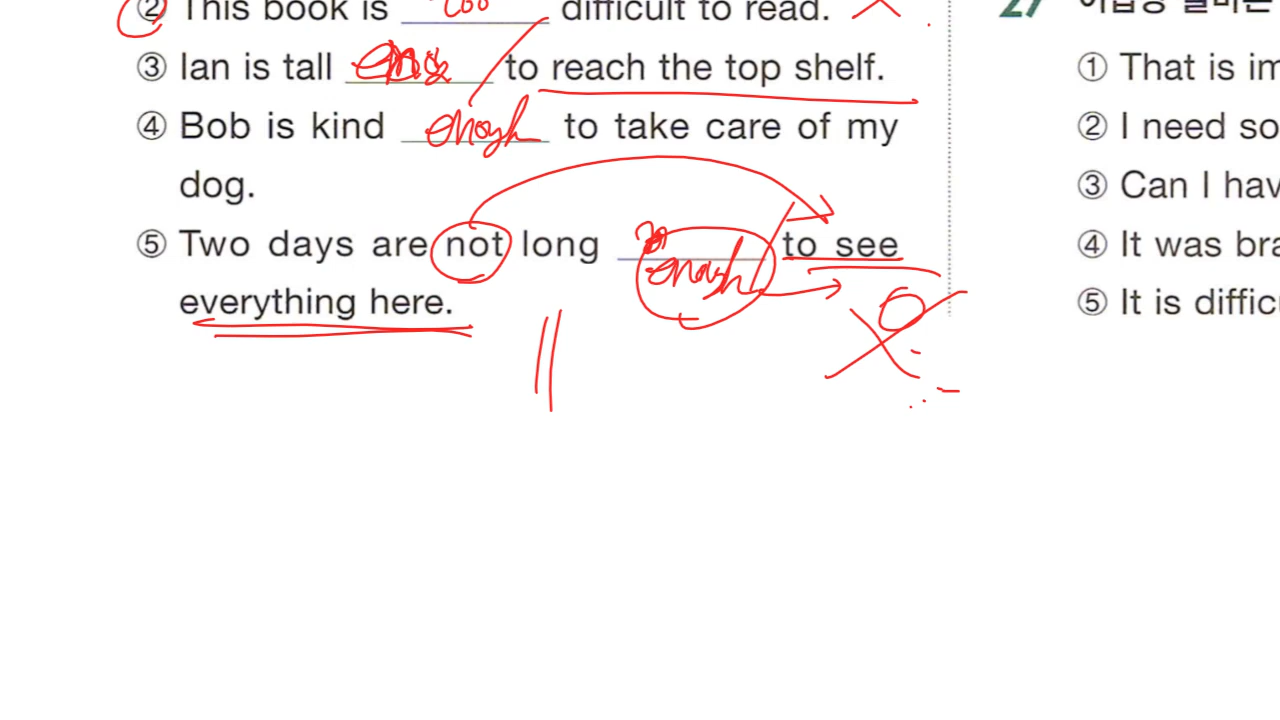 ② This book is too difficult to read.
③ Ian is tall to reach the top shelf.
④ Bob is kind enough to take care of my
dog.
⑤ Two days are not long enough to see
everything here.
27
① That is im
② I need so
③ Can I hav
④ It was bra
⑤ It is difficu